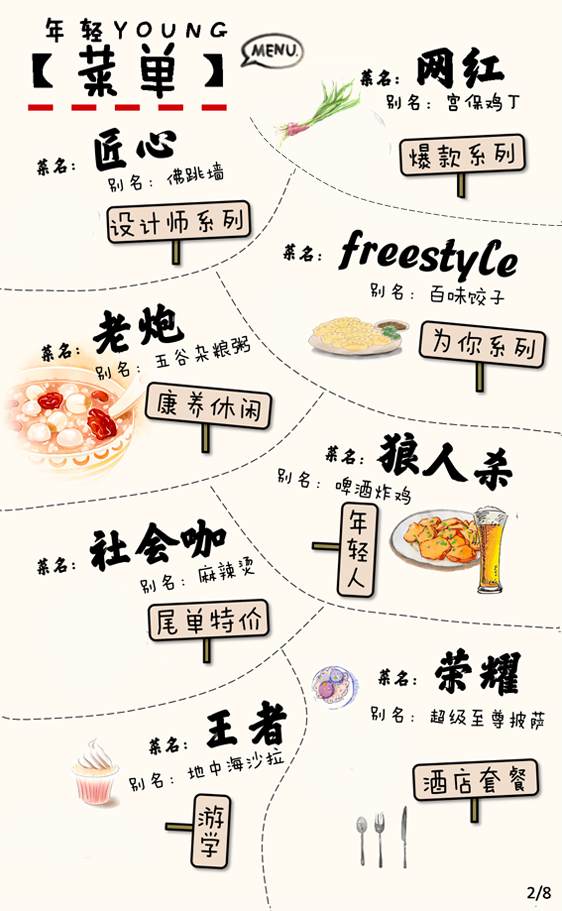 年轻YOUNG
【菜单】
MENU.
菜名：网红
别名：宫保鸡丁
爆款系列
菜名：匠心
别名：佛跳墙
设计师系列
菜名：freestyle
别名：百味饺子
为你系列
菜名：老炮
别名：五谷杂粮粥
康养休闲
菜名：狼人杀
别名：啤酒炸鸡
年轻人
菜名：社会咖
别名：麻辣烫
尾单特价
菜名：荣耀
别名：超级至尊披萨
酒店套餐
菜名：王者
别名：地中海沙拉
游学
2/8